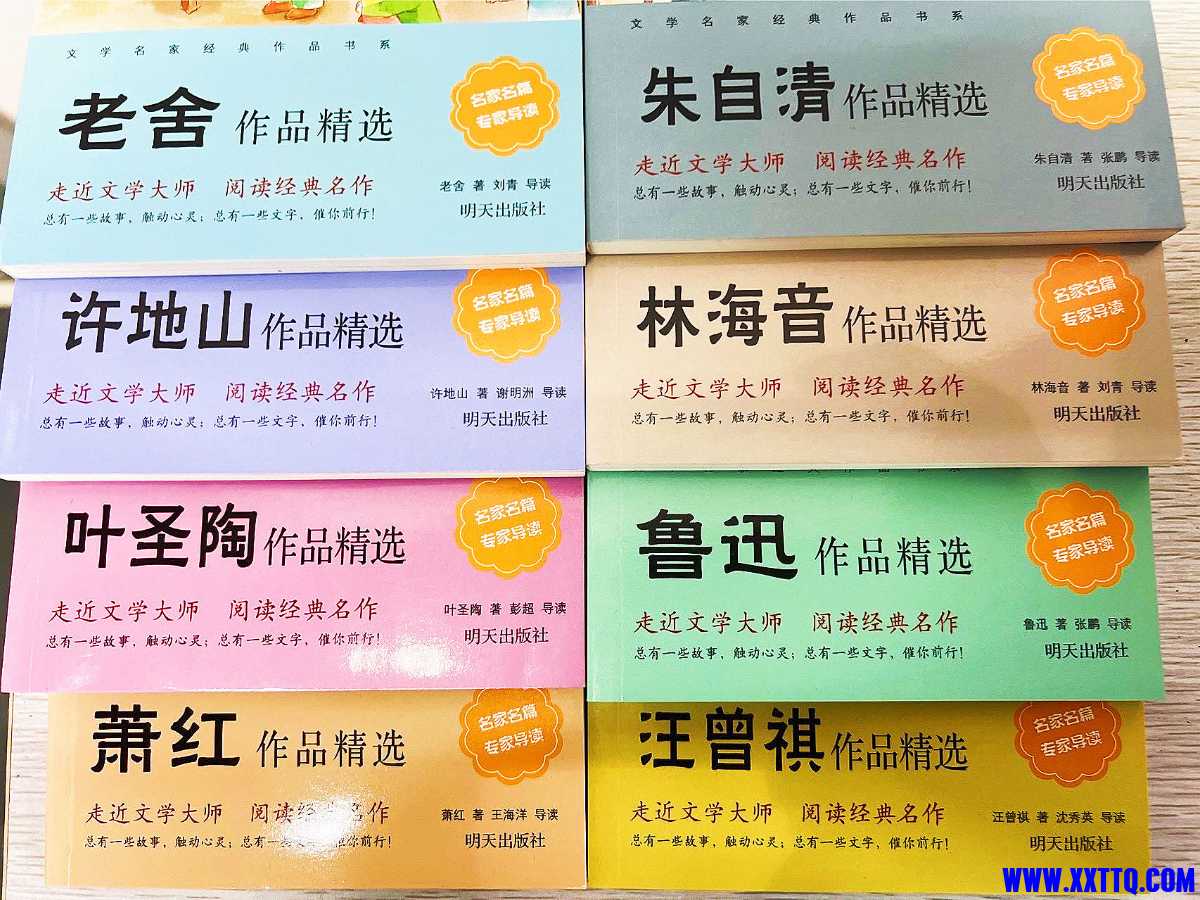 文学名家经典作品书系
老舍 作品精选
名家名篇
专家导读
走近文学大师 阅读经典名作
总有一些故事，触动心灵；总有一些文字，催你前行！
老舍 著 刘青 导读
明天出版社
文学名家经典作品书系
朱自清 作品精选
名家名篇
专家导读
走近文学大师 阅读经典名作
总有一些故事，触动心灵；总有一些文字，催你前行！
朱自清 著 张鹏 导读
明天出版社
许地山 作品精选
名家名篇
专家导读
走近文学大师 阅读经典名作
总有一些故事，触动心灵；总有一些文字，催你前行！
许地山 著 谢明洲 导读
明天出版社
林海音 作品精选
名家名篇
专家导读
走近文学大师 阅读经典名作
总有一些故事，触动心灵；总有一些文字，催你前行！
林海音 著 刘青 导读
明天出版社
叶圣陶 作品精选
名家名篇
专家导读
走近文学大师 阅读经典名作
总有一些故事，触动心灵；总有一些文字，催你前行！
叶圣陶 著 彭超 导读
明天出版社
鲁迅 作品精选
名家名篇
专家导读
走近文学大师 阅读经典名作
总有一些故事，触动心灵；总有一些文字，催你前行！
鲁迅 著 张鹏 导读
明天出版社
萧红 作品精选
名家名篇
专家导读
走近文学大师 阅读经典名作
总有一些故事，触动心灵；总有一些文字，催你前行！
萧红 著 王海洋 导读
明天出版社
汪曾祺 作品精选
名家名篇
专家导读
走近文学大师 阅读经典名作
总有一些故事，触动心灵；总有一些文字，催你前行！
汪曾祺 著 沈秀英 导读
明天出版社
WWW.XXTTQ.COM